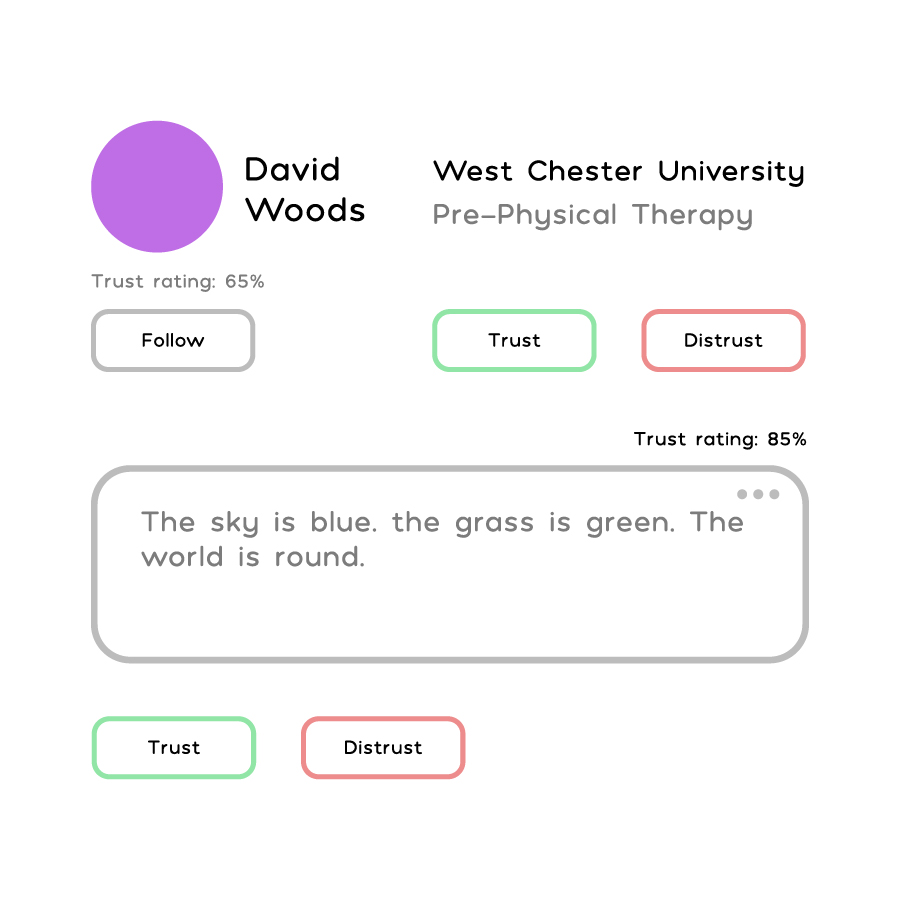 David
Woods
West Chester University
Pre-Physical Therapy
Trust rating: 65%
Follow
Trust
Distrust
Trust rating: 85%
The sky is blue. the grass is green. The
world is round.
Trust
Distrust